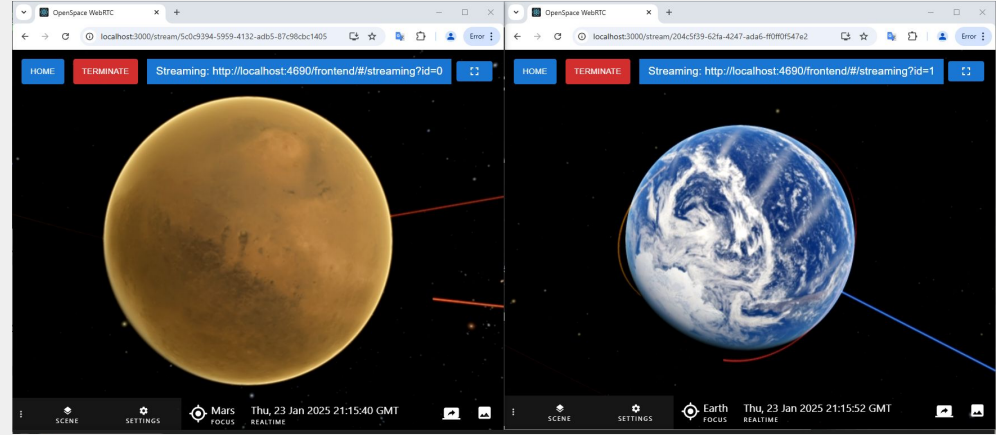 OpenSpace WebRTC
localhost:3000/stream/5c0c9394-5959-4132-adb5-87c98cbc1405
Error
HOME
TERMINATE
Streaming: http://localhost:4690/frontend/#/streaming?id=0
SCENE
SETTINGS
Mars
FOCUS
Thu, 23 Jan 2025 21:15:40 GMT
REALTIME
OpenSpace WebRTC
localhost:3000/stream/204c5f39-62fa-4247-ada6-ff0ff0f547e2
Error
HOME
TERMINATE
Streaming: http://localhost:4690/frontend/#/streaming?id=1
SCENE
SETTINGS
Earth
FOCUS
Thu, 23 Jan 2025 21:15:52 GMT
REALTIME